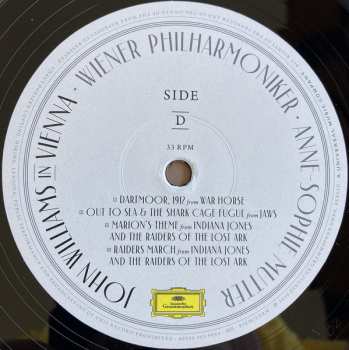 JOHN WILLIAMS IN VIENNA · WIENER PHILHARMONIKER · ANNE-SOPHIE MUTTER
SIDE
D
33 RPM
DARTMOOR, 1912 from WAR HORSE
OUT TO SEA & THE SHARK CAGE FUGUE from JAWS
MARION'S THEME from INDIANA JONES
AND THE RAIDERS OF THE LOST ARK
RAIDERS MARCH from INDIANA JONES
AND THE RAIDERS OF THE LOST ARK
Deutsche
Grammophon